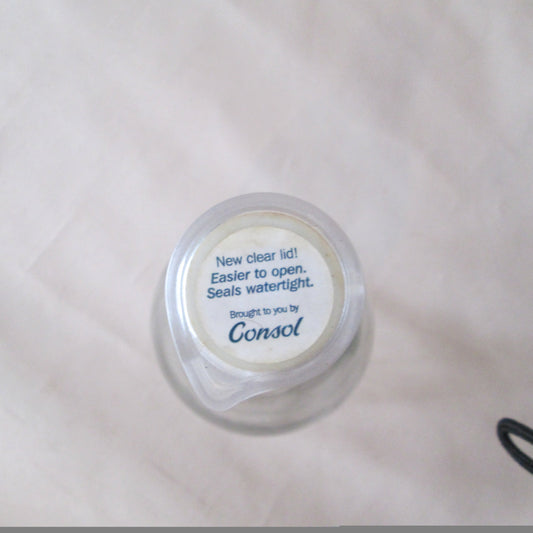 New clear lid!
Easier to open.
Seals watertight.
Brought to you by
Consol